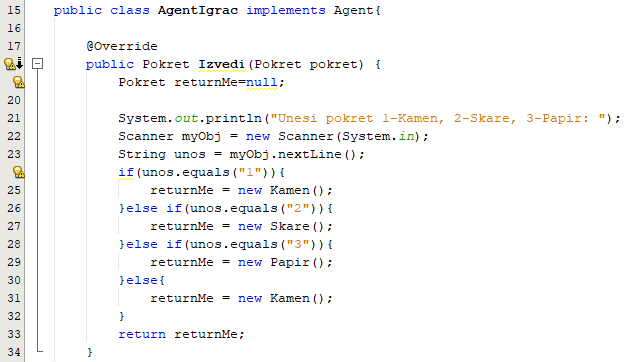 15 public class AgentIgrac implements Agent{
16
17     @Override
    public Pokret Izvedi(Pokret pokret) {
        Pokret returnMe=null;
20
21         System.out.println("Unesi pokret 1-Kamen, 2-Skare, 3-Papir: ");
22         Scanner myObj = new Scanner(System.in);
23         String unos = myObj.nextLine();
        if(unos.equals("1")){
25             returnMe = new Kamen();
26         }else if(unos.equals("2")){
27             returnMe = new Skare();
28         }else if(unos.equals("3")){
29             returnMe = new Papir();
30         }else{
31             returnMe = new Kamen();
32         }
33         return returnMe;
34     }